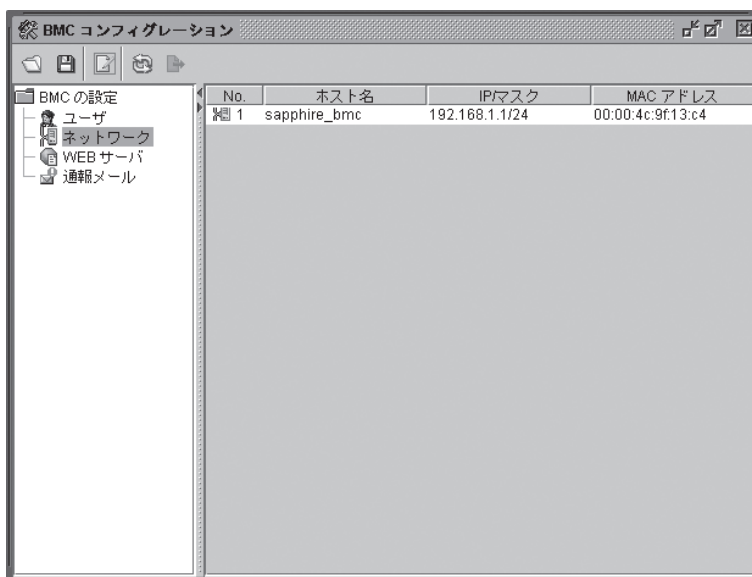 BMC コンフィグレーション
BMC の設定
ユーザ
ネットワーク
WEB サーバ
通報メール
No. ホスト名 IP/マスク MAC アドレス
1 sapphire_bmc 192.168.1.1/24 00:00:4c:9f:13:c4